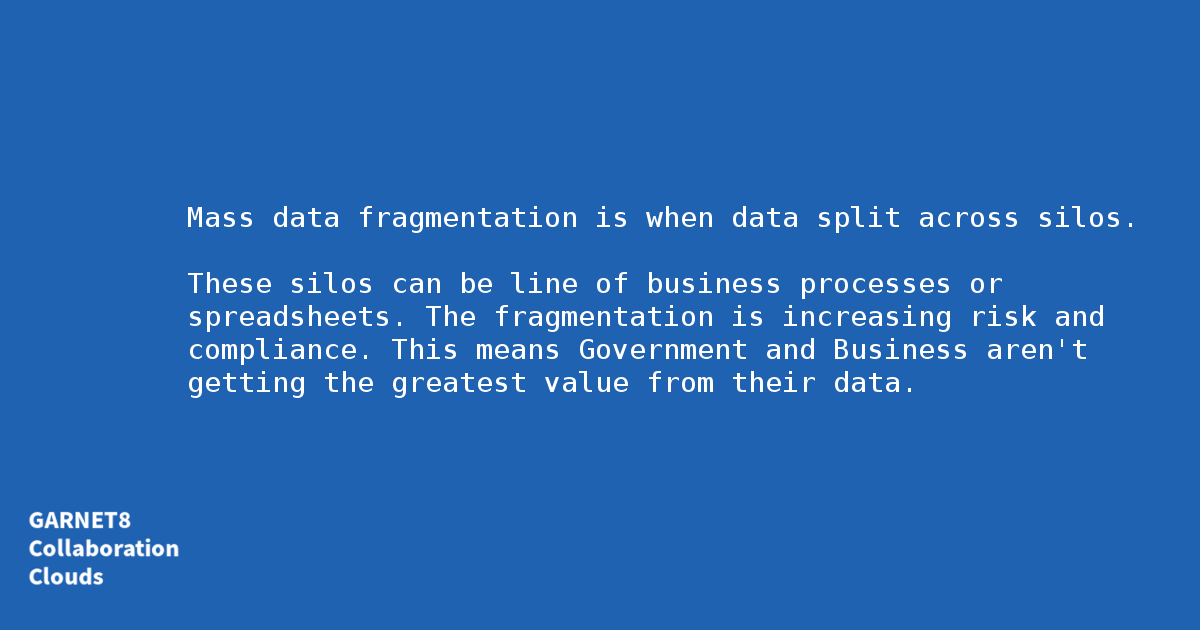 Mass data fragmentation is when data split across silos.
These silos can be line of business processes or
spreadsheets. The fragmentation is increasing risk and
compliance. This means Government and Business aren't
getting the greatest value from their data.
GARNET8
Collaboration
Clouds